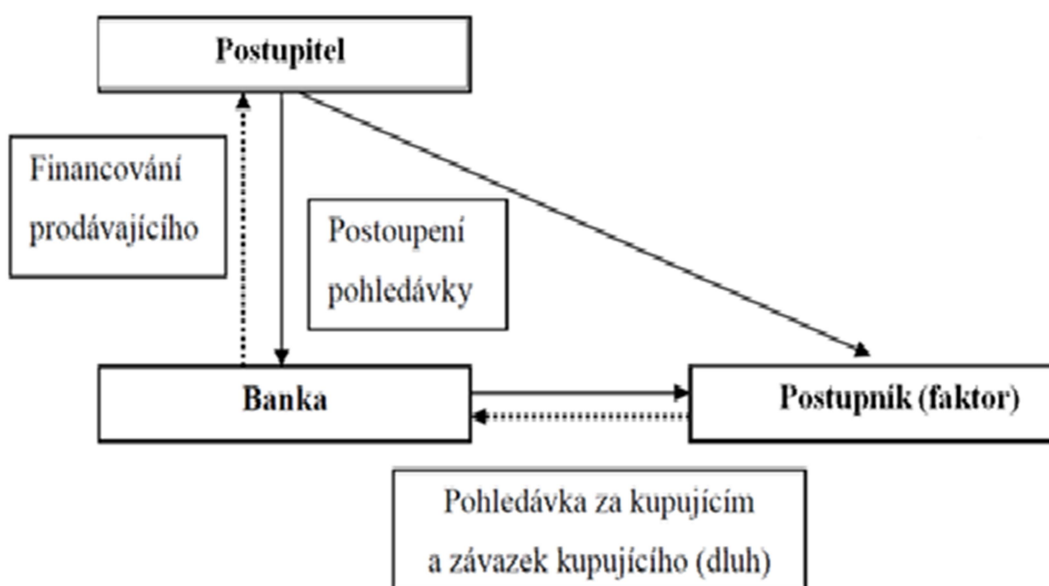 Postupitel
Financování
prodávajícího
Postoupení
pohledávky
Banka
Postupník (faktor)
Pohledávka za kupujícím
a závazek kupujícího (dluh)